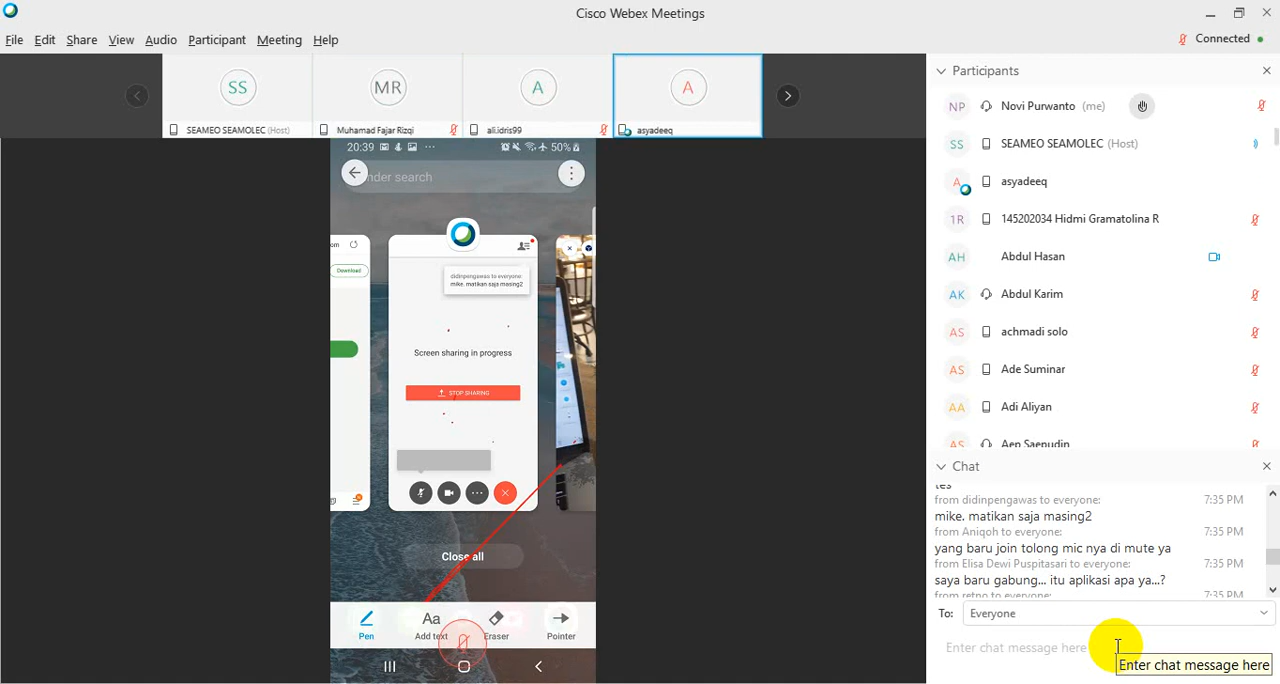 Cisco Webex Meetings
File Edit Share View Audio Participant Meeting Help
Connected
SS
SEAMEO SEAMOLEC (Host)
MR
Muhamad Fajar Rizqi
A
ali.idris99
A
asyadeeq
20:39
50%
Finder search
Download
didinpengawas to everyone
mike. matikan saja masing2
Screen sharing in progress
STOP SHARING
Close all
Pen
Aa
Add text
Eraser
Pointer
Participants
NP Novi Purwanto (me)
SS SEAMEO SEAMOLEC (Host)
A asyadeeq
1R 145202034 Hidmi Gramatolina R
AH Abdul Hasan
AK Abdul Karim
AS achmadi solo
AS Ade Suminar
AA Adi Aliyan
AS Aep Saepudin
Chat
tes
from didinpengawas to everyone: 7:35 PM
mike. matikan saja masing2
from Aniqoh to everyone: 7:35 PM
yang baru join tolong mic nya di mute ya
from Elisa Dewi Puspitasari to everyone: 7:35 PM
saya baru gabung... itu aplikasi apa ya...?
from retno to everyone: 7:35 PM
To: Everyone
Enter chat message here
Enter chat message here